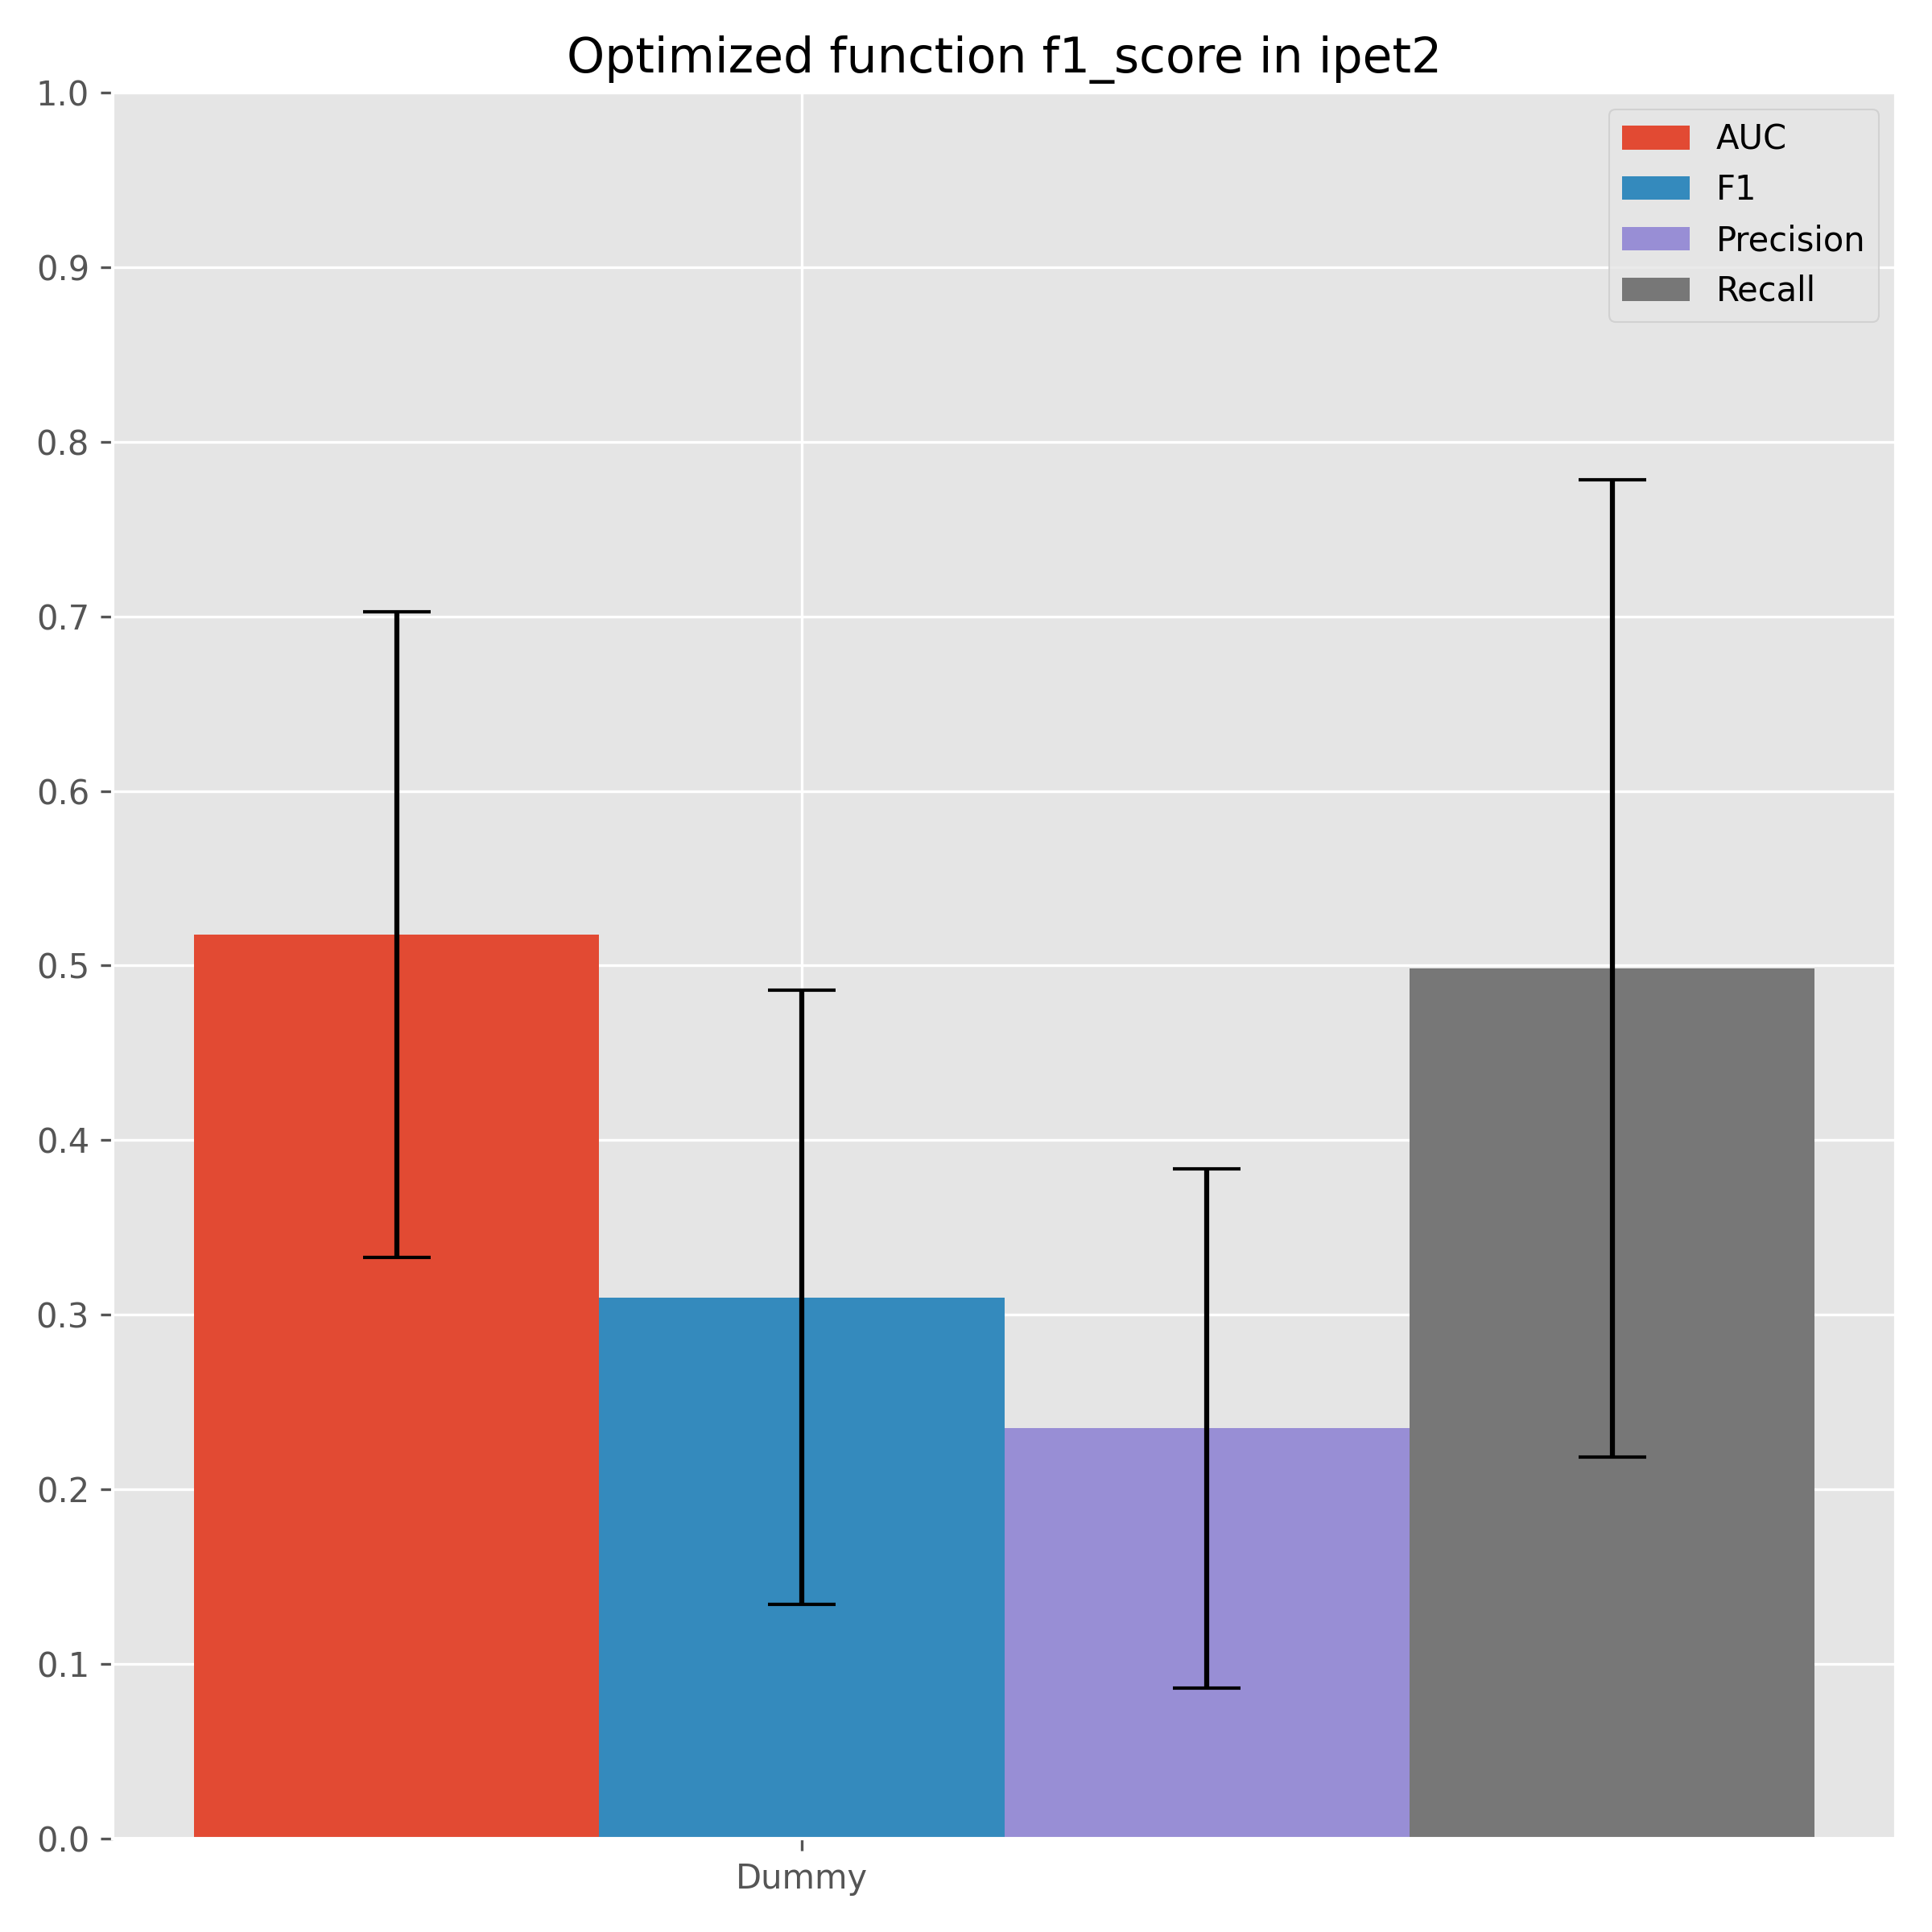 Optimized function f1_score in ipet2
AUC
F1
Precision
Recall
1.0
0.9
0.8
0.7
0.6
0.5
0.4
0.3
0.2
0.1
0.0
Dummy